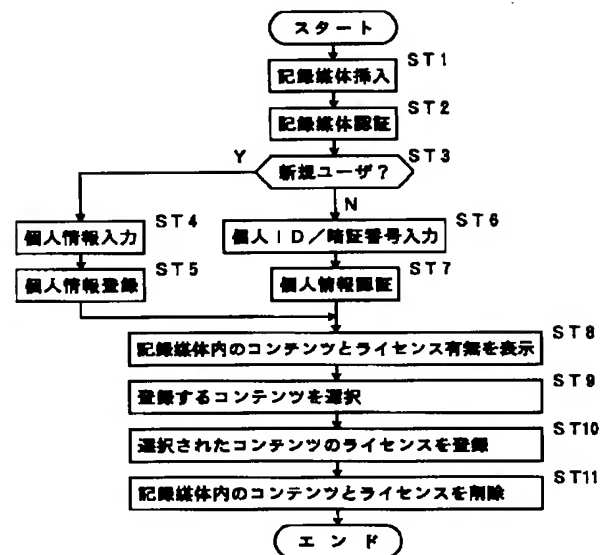 スタート
ST1
記録媒体挿入
ST2
記録媒体認証
ST3
新規ユーザ？
Y
N
ST4
個人情報入力
ST6
個人ID／暗証番号入力
ST5
個人情報登録
ST7
個人情報認証
ST8
記録媒体内のコンテンツとライセンス有無を表示
ST9
登録するコンテンツを選択
ST10
選択されたコンテンツのライセンスを登録
ST11
記録媒体内のコンテンツとライセンスを削除
エンド